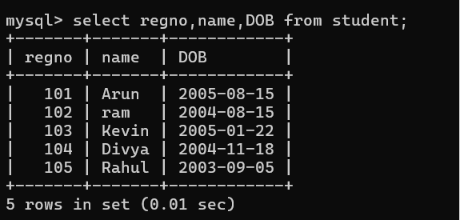 mysql> select regno,name,DOB from student;
+-------+-------+------------+
| regno | name  | DOB        |
+-------+-------+------------+
|   101 | Arun  | 2005-08-15 |
|   102 | ram   | 2004-08-15 |
|   103 | Kevin | 2005-01-22 |
|   104 | Divya | 2004-11-18 |
|   105 | Rahul | 2003-09-05 |
+-------+-------+------------+
5 rows in set (0.01 sec)